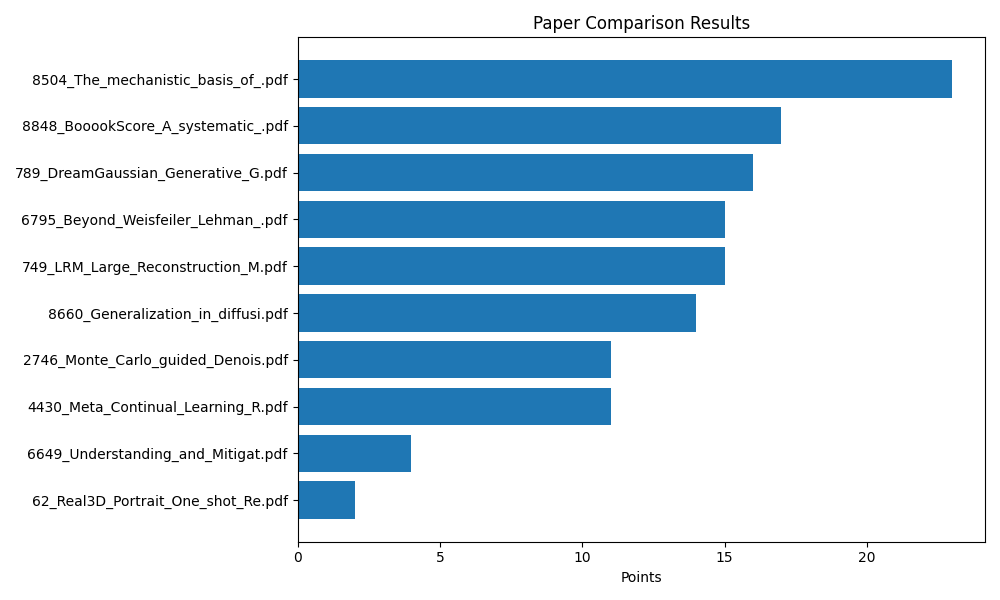 Paper Comparison Results
8504_The_mechanistic_basis_of_.pdf
8848_BooookScore_A_systematic_.pdf
789_DreamGaussian_Generative_G.pdf
6795_Beyond_Weisfeiler_Lehman_.pdf
749_LRM_Large_Reconstruction_M.pdf
8660_Generalization_in_diffusi.pdf
2746_Monte_Carlo_guided_Denois.pdf
4430_Meta_Continual_Learning_R.pdf
6649_Understanding_and_Mitigat.pdf
62_Real3D_Portrait_One_shot_Re.pdf
0 5 10 15 20
Points